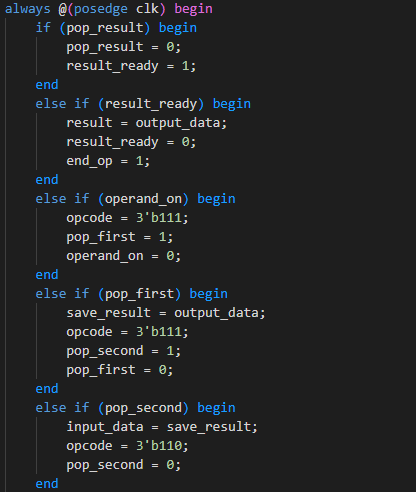 always @(posedge clk) begin
    if (pop_result) begin
        pop_result = 0;
        result_ready = 1;
    end
    else if (result_ready) begin
        result = output_data;
        result_ready = 0;
        end_op = 1;
    end
    else if (operand_on) begin
        opcode = 3'b111;
        pop_first = 1;
        operand_on = 0;
    end
    else if (pop_first) begin
        save_result = output_data;
        opcode = 3'b111;
        pop_second = 1;
        pop_first = 0;
    end
    else if (pop_second) begin
        input_data = save_result;
        opcode = 3'b110;
        pop_second = 0;
    end